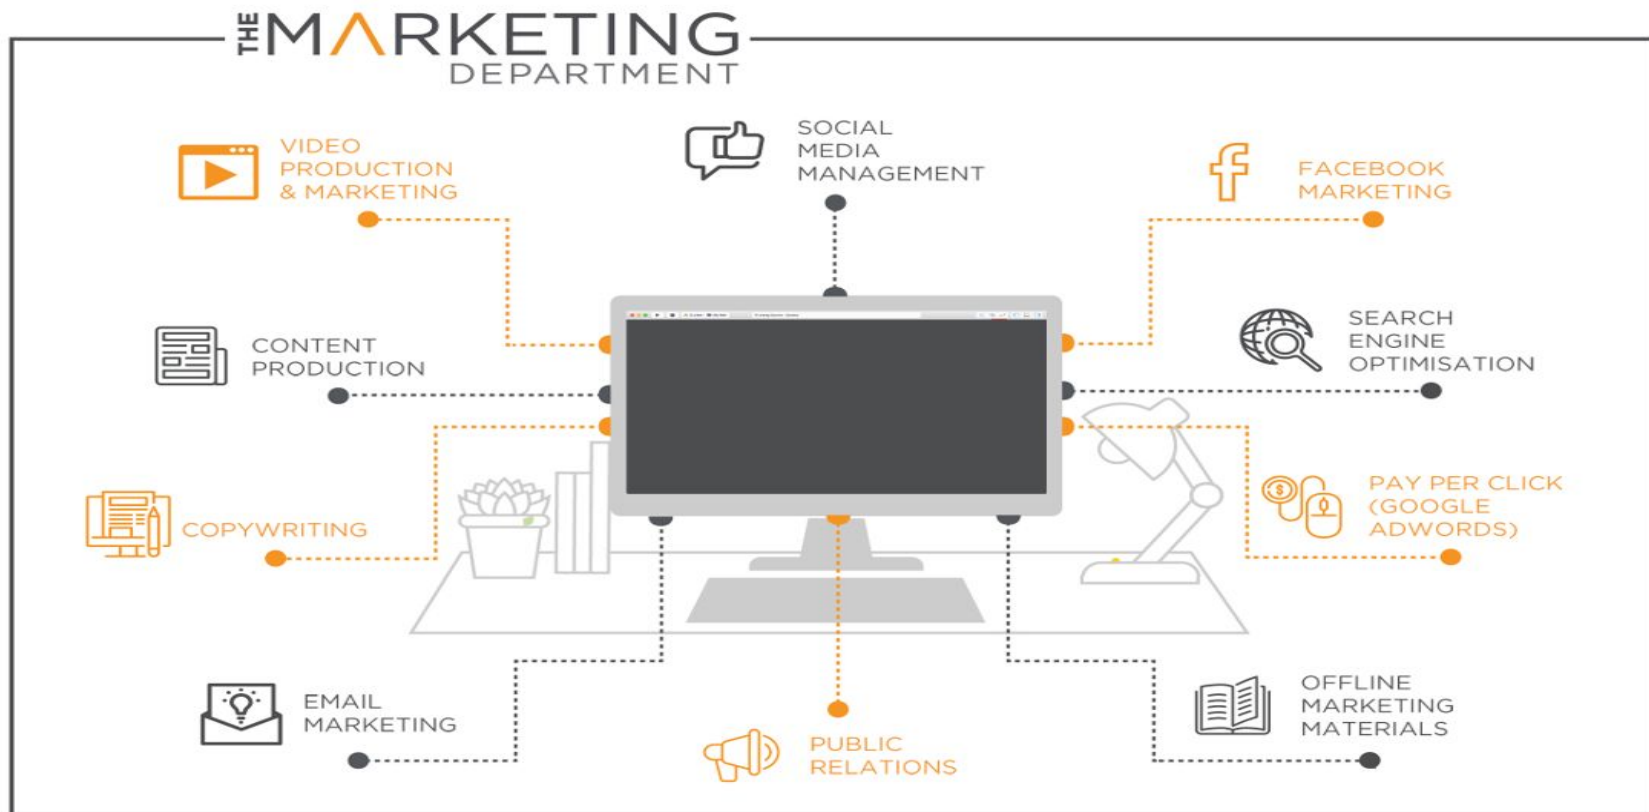 THE MARKETING
DEPARTMENT
VIDEO
PRODUCTION
& MARKETING
SOCIAL
MEDIA
MANAGEMENT
FACEBOOK
MARKETING
CONTENT
PRODUCTION
SEARCH
ENGINE
OPTIMISATION
COPYWRITING
PAY PER CLICK
(GOOGLE
ADWORDS)
EMAIL
MARKETING
PUBLIC
RELATIONS
OFFLINE
MARKETING
MATERIALS